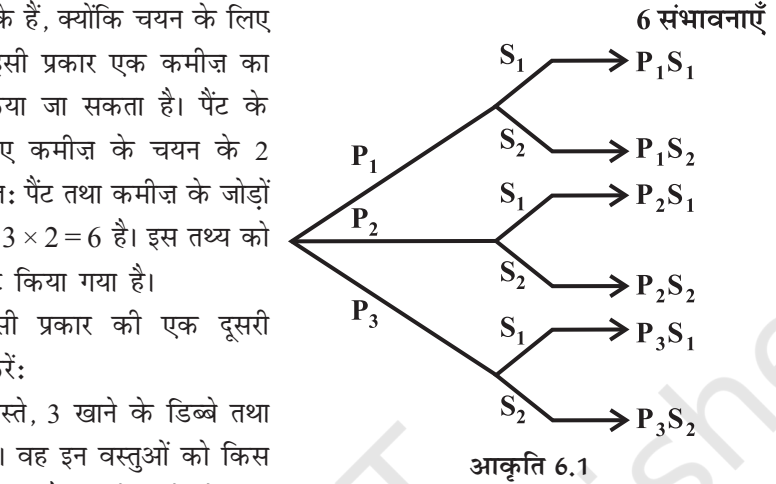 के हैं, क्योंकि चयन के लिए
सी प्रकार एक कमीज़ का
या जा सकता है। पैंट के
ए कमीज़ के चयन के 2
: पैंट तथा कमीज़ के जोड़ों
3 × 2 = 6 है। इस तथ्य को
किया गया है।
सी प्रकार की एक दूसरी
रें:
स्ते, 3 खाने के डिब्बे तथा
। वह इन वस्तुओं को किस
6 संभावनाएँ
S₁ P₁S₁
P₁ S₂ P₁S₂
S₁ P₂S₁
P₂
S₂ P₂S₂
P₃ S₁ P₃S₁
S₂ P₃S₂
आकृति 6.1